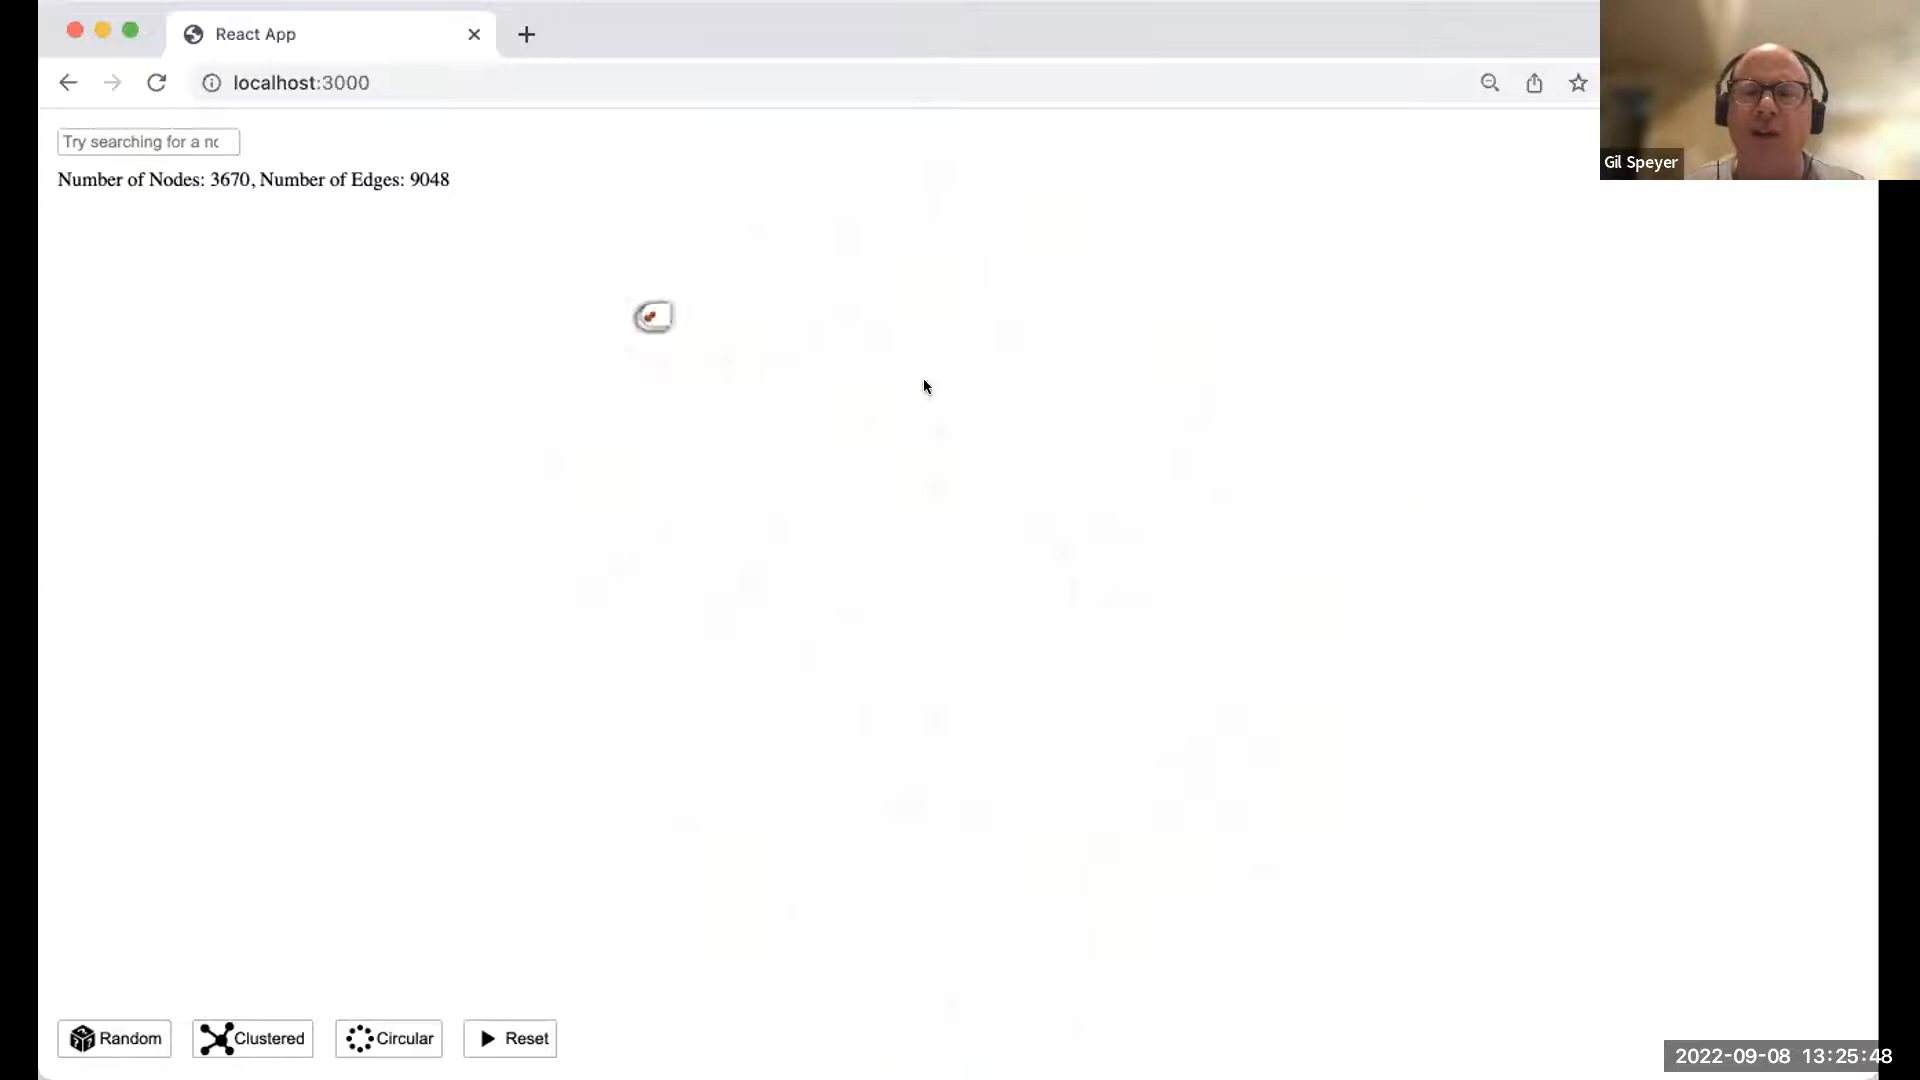 React App
localhost:3000
Gil Speyer
Try searching for a nc
Number of Nodes: 3670, Number of Edges: 9048
Random
Clustered
Circular
Reset
2022-09-08 13:25:48